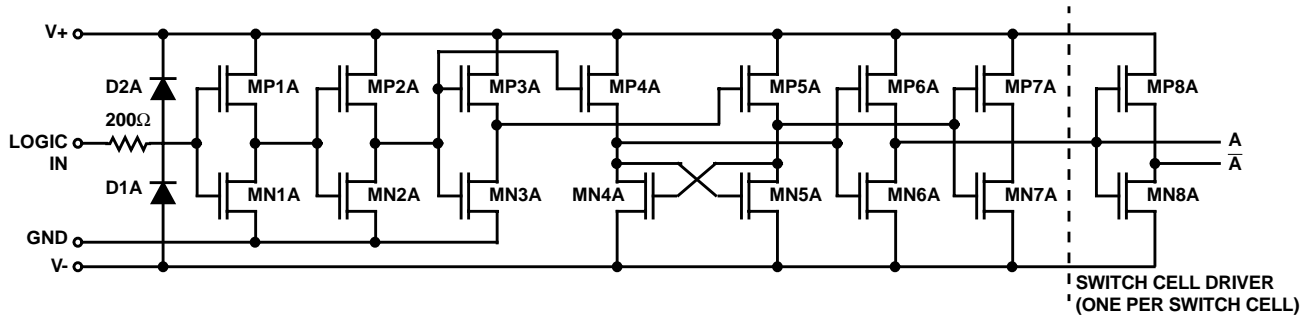 V+
D2A
200Ω
LOGIC
IN
D1A
GND
V-
MP1A
MP2A
MP3A
MP4A
MP5A
MP6A
MP7A
MP8A
MN1A
MN2A
MN3A
MN4A
MN5A
MN6A
MN7A
MN8A
A
A̅
SWITCH CELL DRIVER
(ONE PER SWITCH CELL)